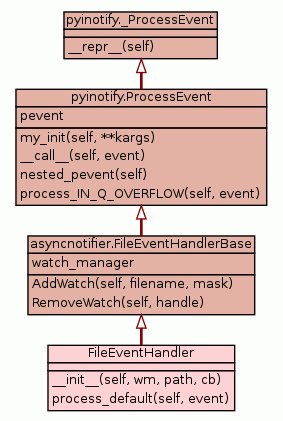 pyinotify._ProcessEvent
__repr__(self)
pyinotify.ProcessEvent
pevent
my_init(self, **kargs)
__call__(self, event)
nested_pevent(self)
process_IN_Q_OVERFLOW(self, event)
asyncnotifier.FileEventHandlerBase
watch_manager
AddWatch(self, filename, mask)
RemoveWatch(self, handle)
FileEventHandler
__init__(self, wm, path, cb)
process_default(self, event)